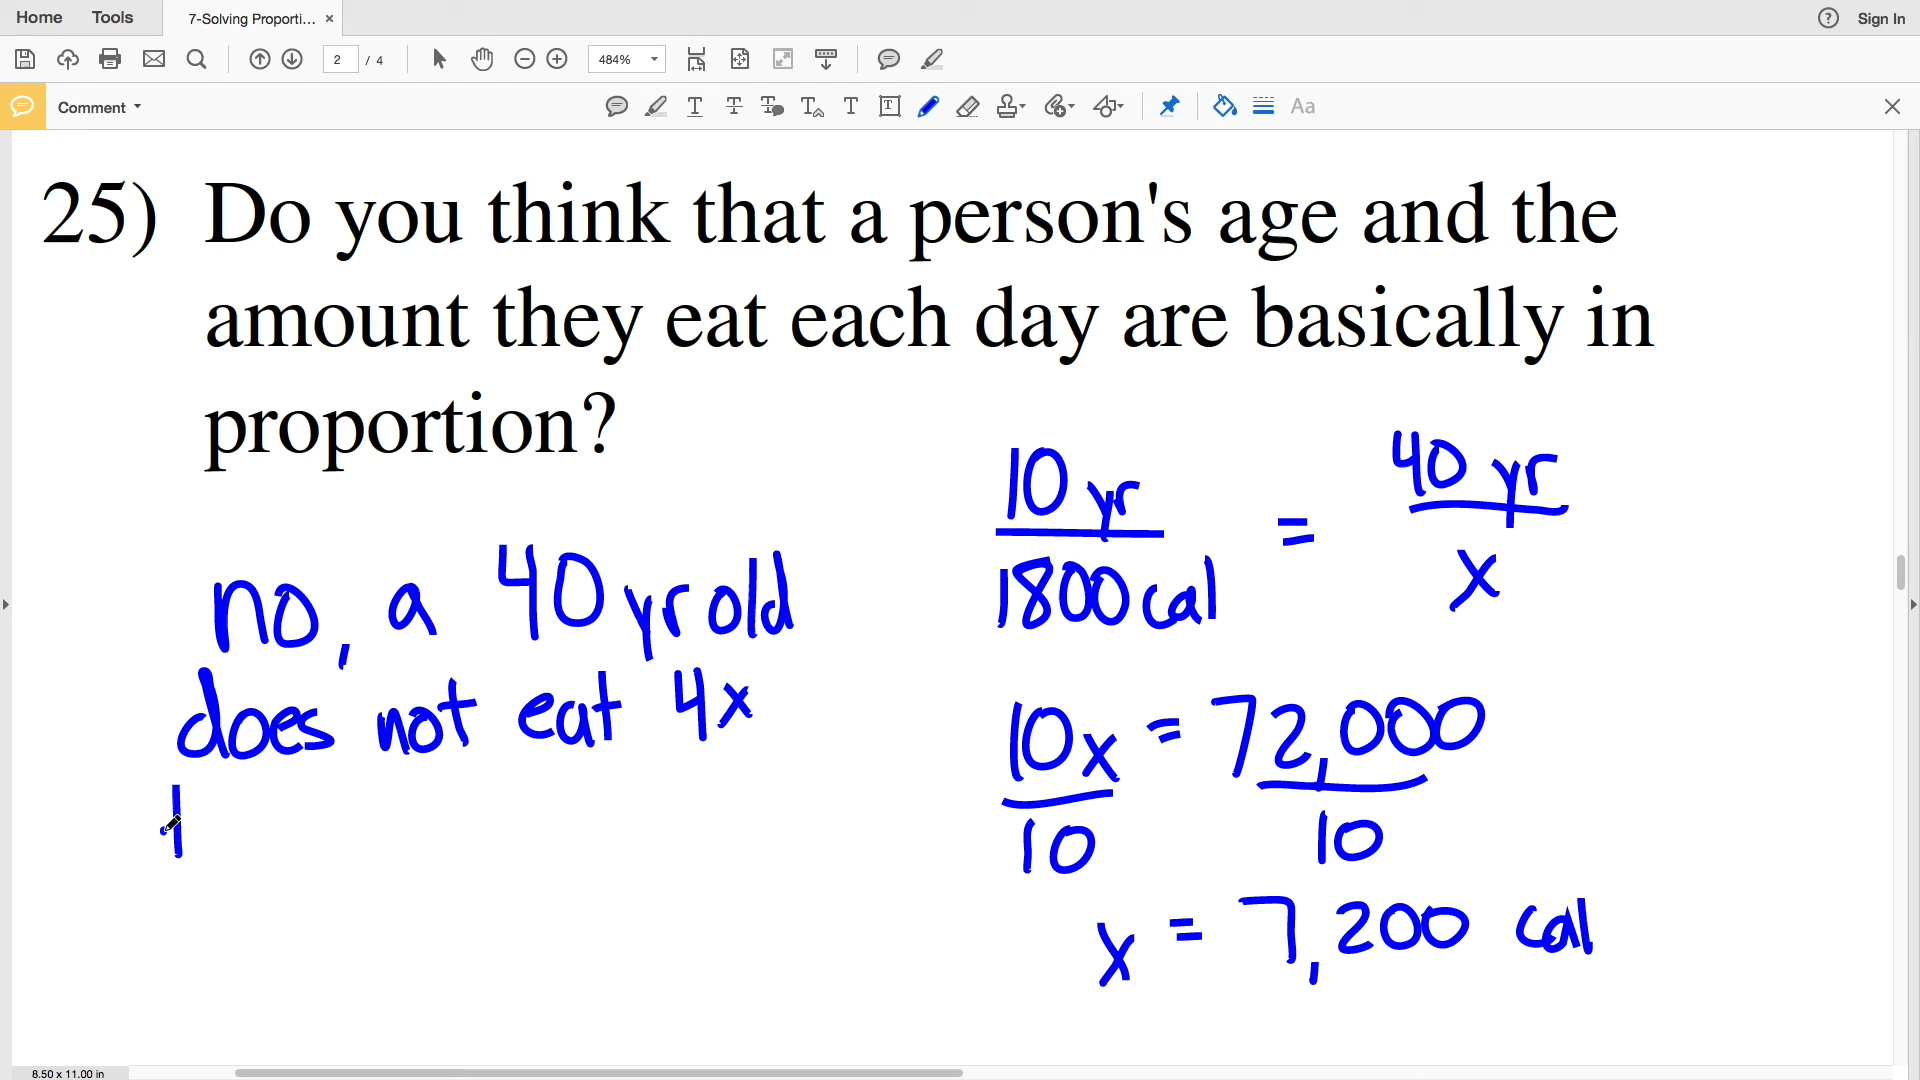 Home Tools 7-Solving Proporti... × ? Sign In
2 / 4 484%
Comment Aa
25) Do you think that a person's age and the
amount they eat each day are basically in
proportion?
no, a 40 yr old
does not eat 4x
10 yr = 40 yr
1800 cal x
10x = 72,000
10 10
x = 7,200 cal
8.50 x 11.00 in